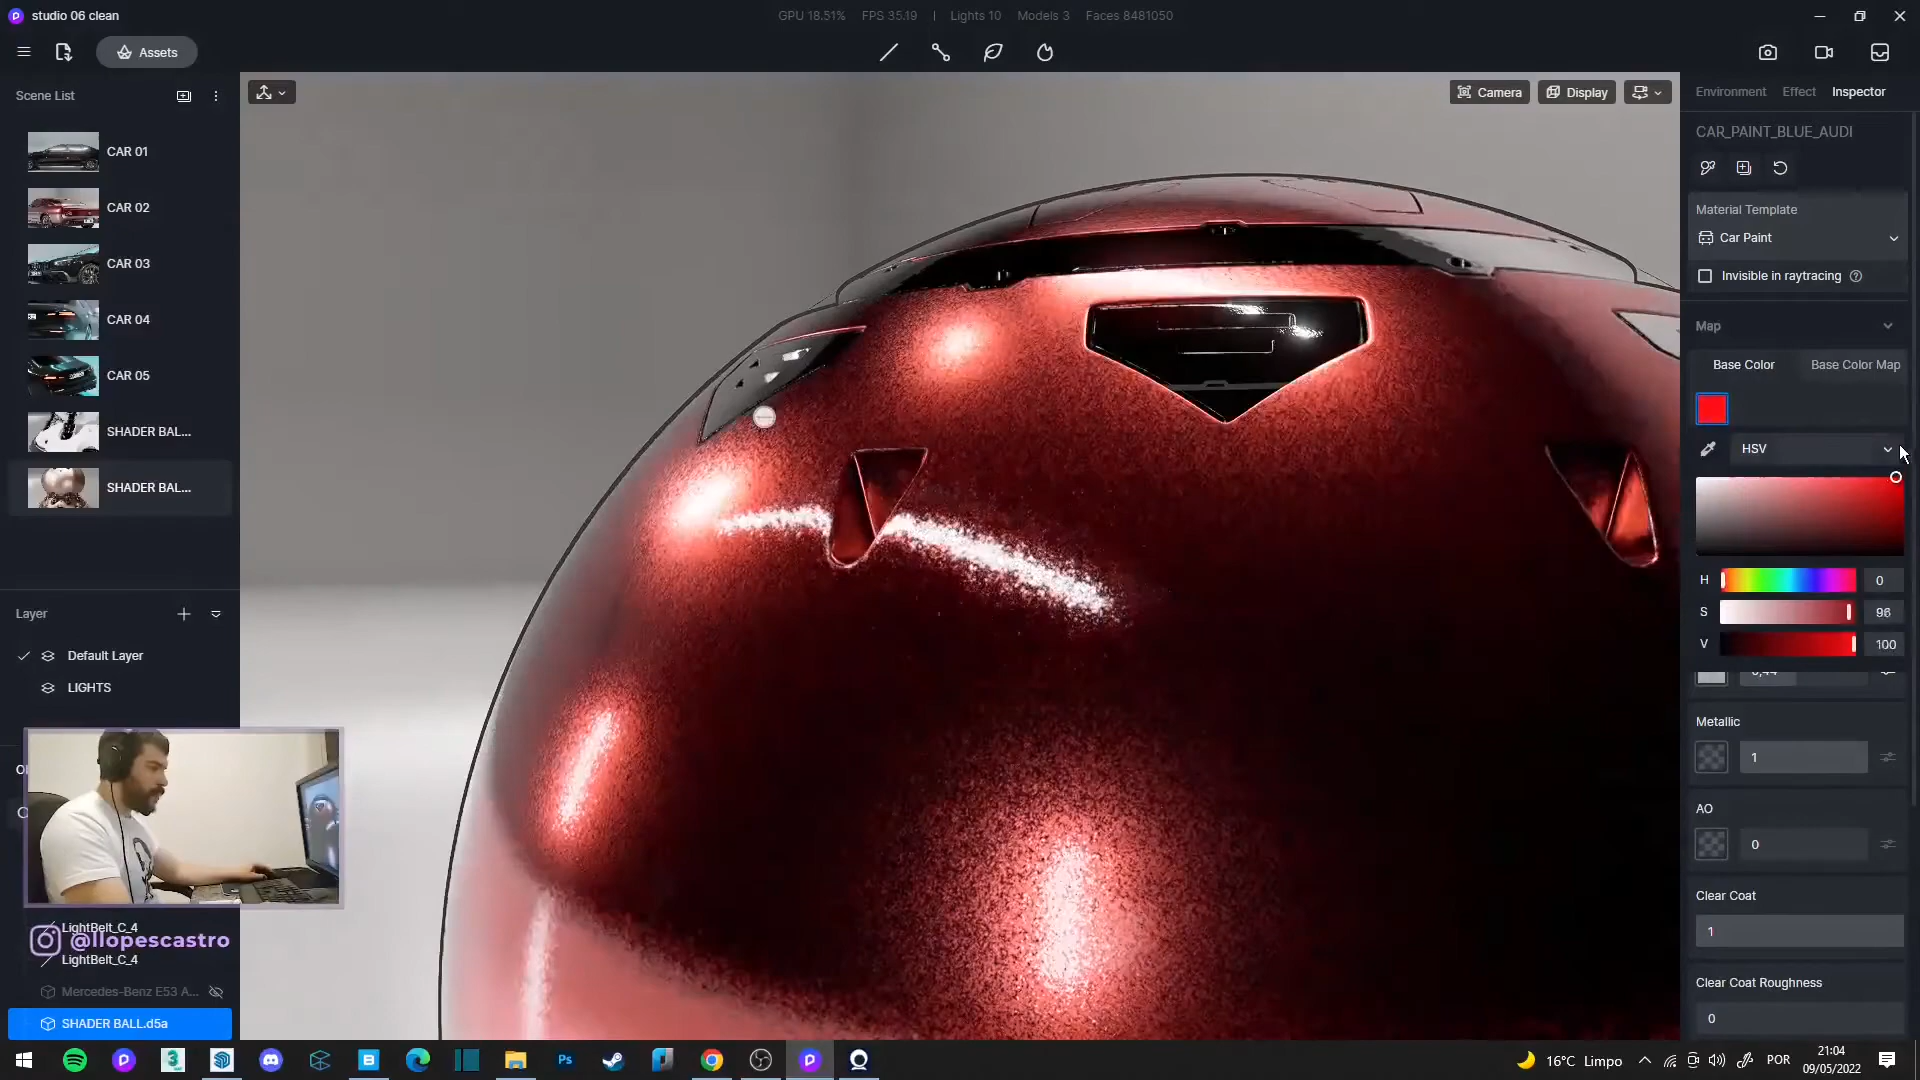 studio 06 clean
GPU 18.51% FPS 35.19 | Lights 10 Models 3 Faces 8481050
Assets
Scene List
CAR 01
CAR 02
CAR 03
CAR 04
CAR 05
SHADER BAL...
SHADER BAL...
Layer
Default Layer
LIGHTS
LightBelt_C_4
@llopescastro
LightBelt_C_4
Mercedes-Benz E53 A...
SHADER BALL.d5a
Camera
Display
Environment Effect Inspector
CAR_PAINT_BLUE_AUDI
Material Template
Car Paint
Invisible in raytracing
Map
Base Color Base Color Map
HSV
H 0
S 96
V 100
Metallic
1
AO
0
Clear Coat
1
Clear Coat Roughness
0
16°C Limpo
POR
21:04
09/05/2022